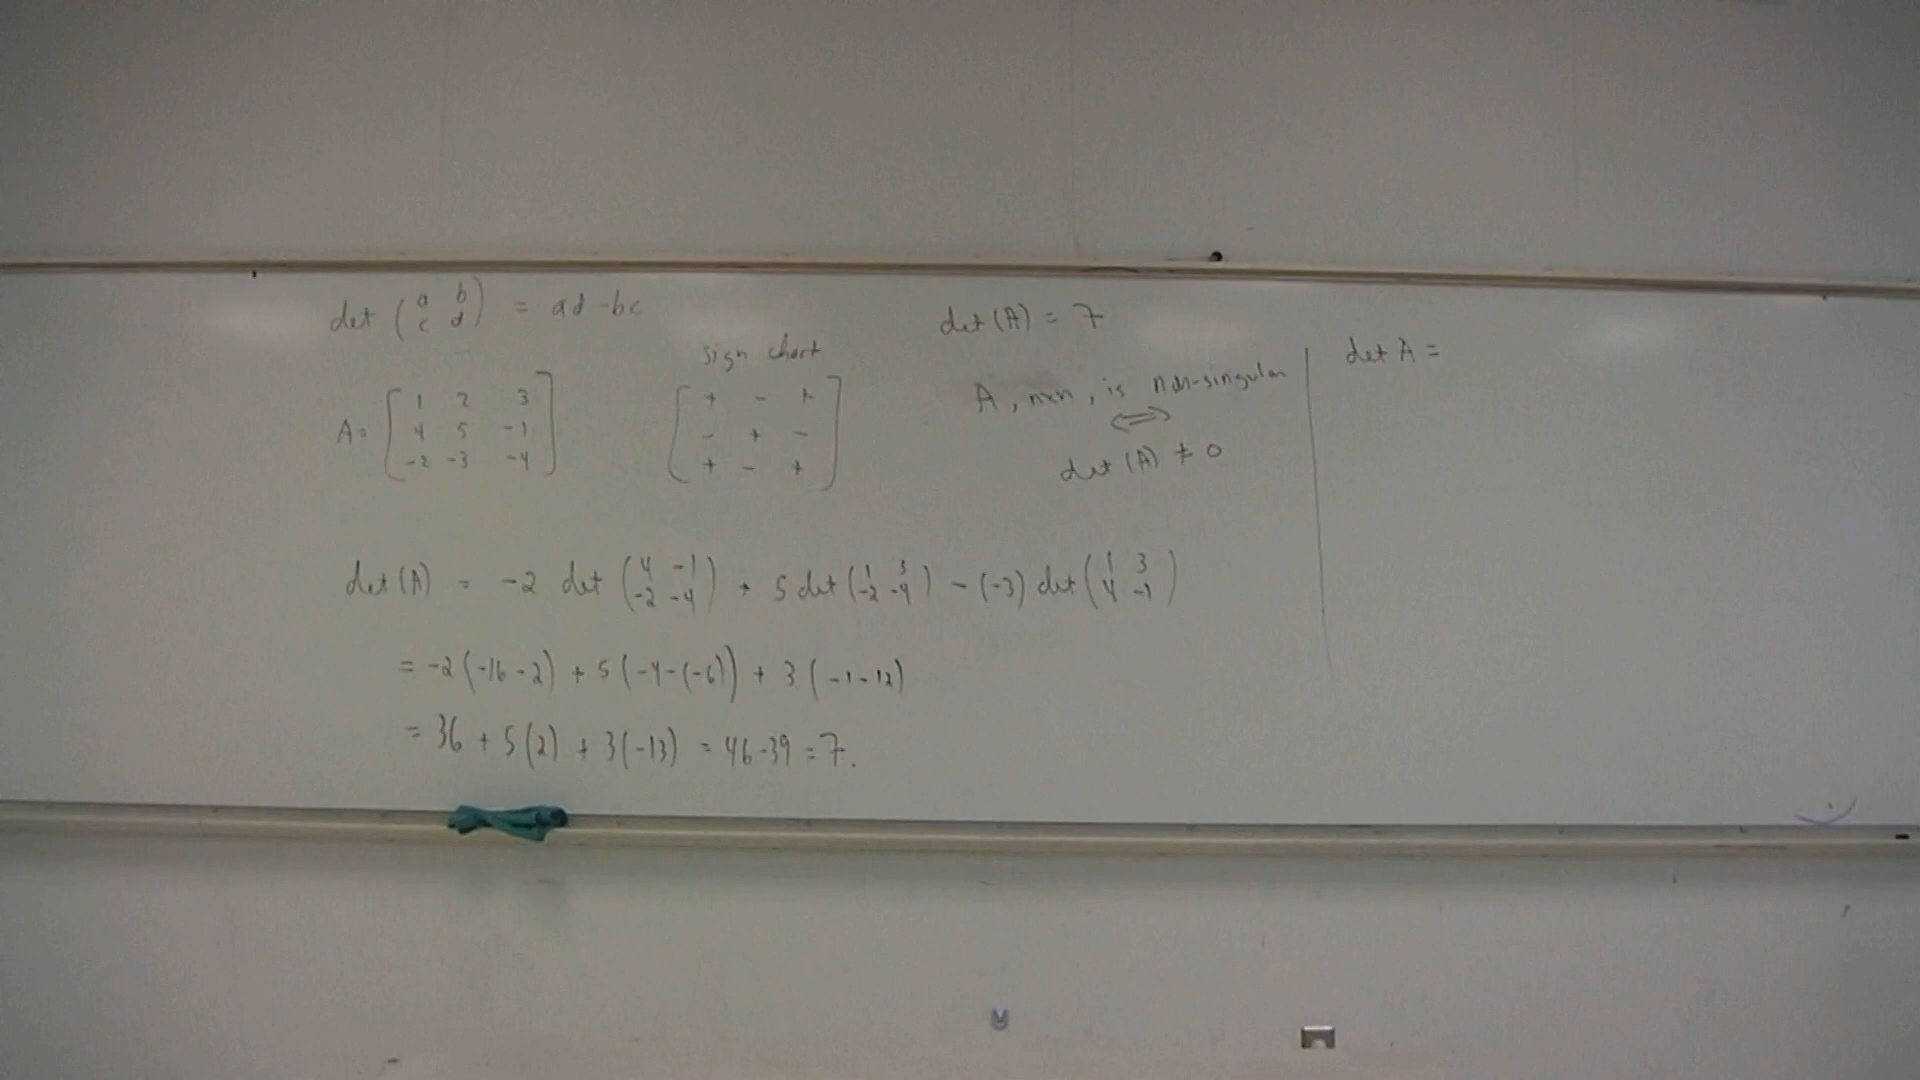 det ( a b ) = ad - bc
    ( c d )
sign chart
A = [ 1 2 3 ]
    [ 4 5 -1 ]
    [ -2 -3 -4 ]
[ + - + ]
[ - + - ]
[ + - + ]
det (A) = -2 det ( 4 -1 ) + 5 det ( 1 3 ) - (-3) det ( 1 3 )
                 ( -2 -4 )        ( -2 -4 )            ( 4 -1 )
= -2 (-16 - 2) + 5 (-4 - (-6)) + 3 (-1 - 12)
= 36 + 5(2) + 3(-13) = 46 - 39 = 7.
det (A) = 7
A, nxn, is non-singular
⟺
det (A) ≠ 0
det A =